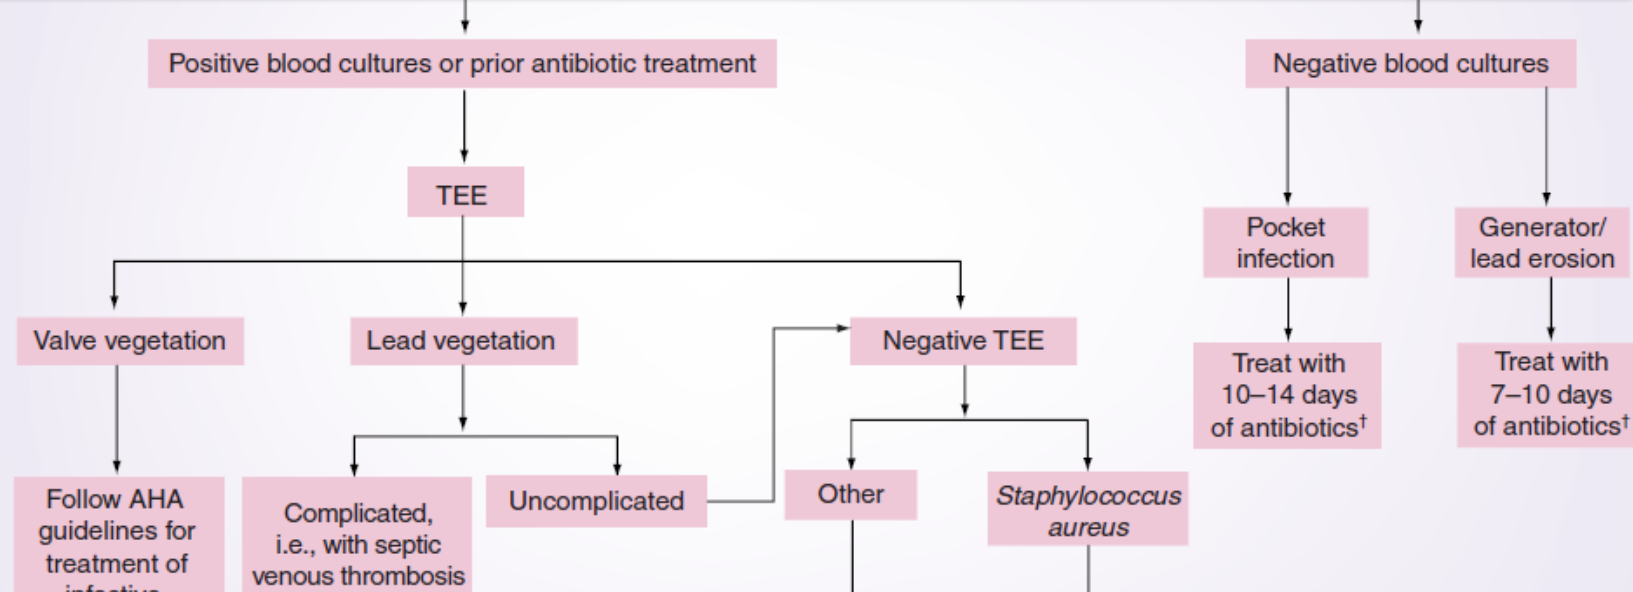 Positive blood cultures or prior antibiotic treatment
Negative blood cultures
TEE
Pocket
infection
Generator/
lead erosion
Valve vegetation
Lead vegetation
Negative TEE
Treat with
10–14 days
of antibiotics†
Treat with
7–10 days
of antibiotics†
Follow AHA
guidelines for
treatment of
Complicated,
i.e., with septic
venous thrombosis
Uncomplicated
Other
Staphylococcus
aureus